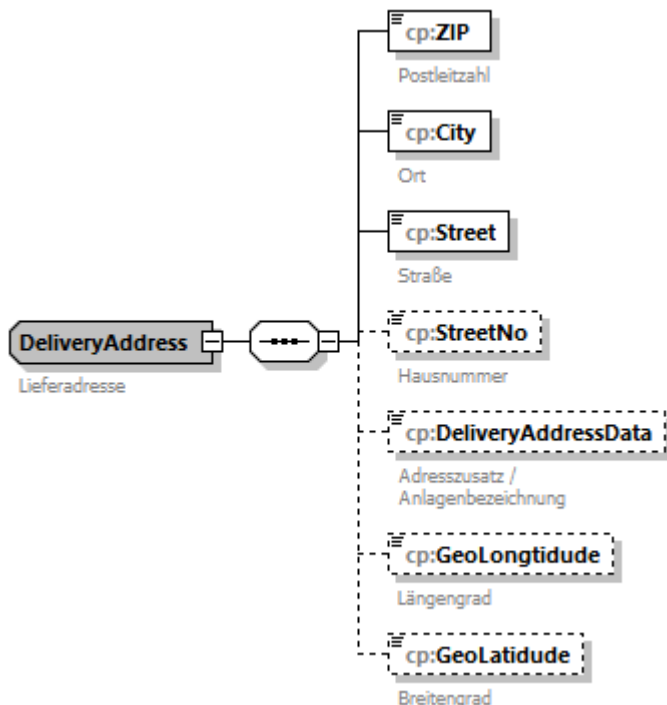 cp:ZIP
Postleitzahl
cp:City
Ort
cp:Street
Straße
cp:StreetNo
Hausnummer
DeliveryAddress
Lieferadresse
cp:DeliveryAddressData
Adresszusatz /
Anlagenbezeichnung
cp:GeoLongtidude
Längengrad
cp:GeoLatidude
Breitengrad